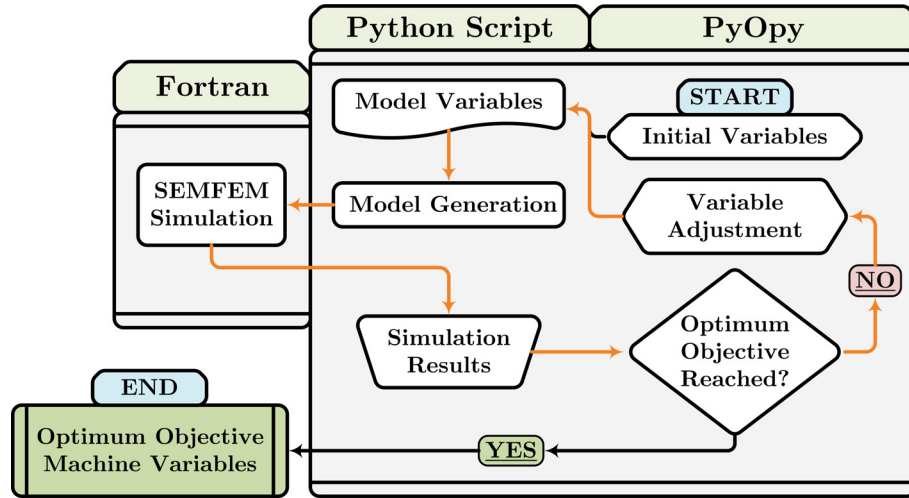 Python Script
PyOpy
Fortran
Model Variables
START
Initial Variables
SEMFEM
Simulation
Model Generation
Variable
Adjustment
NO
Simulation
Results
Optimum
Objective
Reached?
END
Optimum Objective
Machine Variables
YES